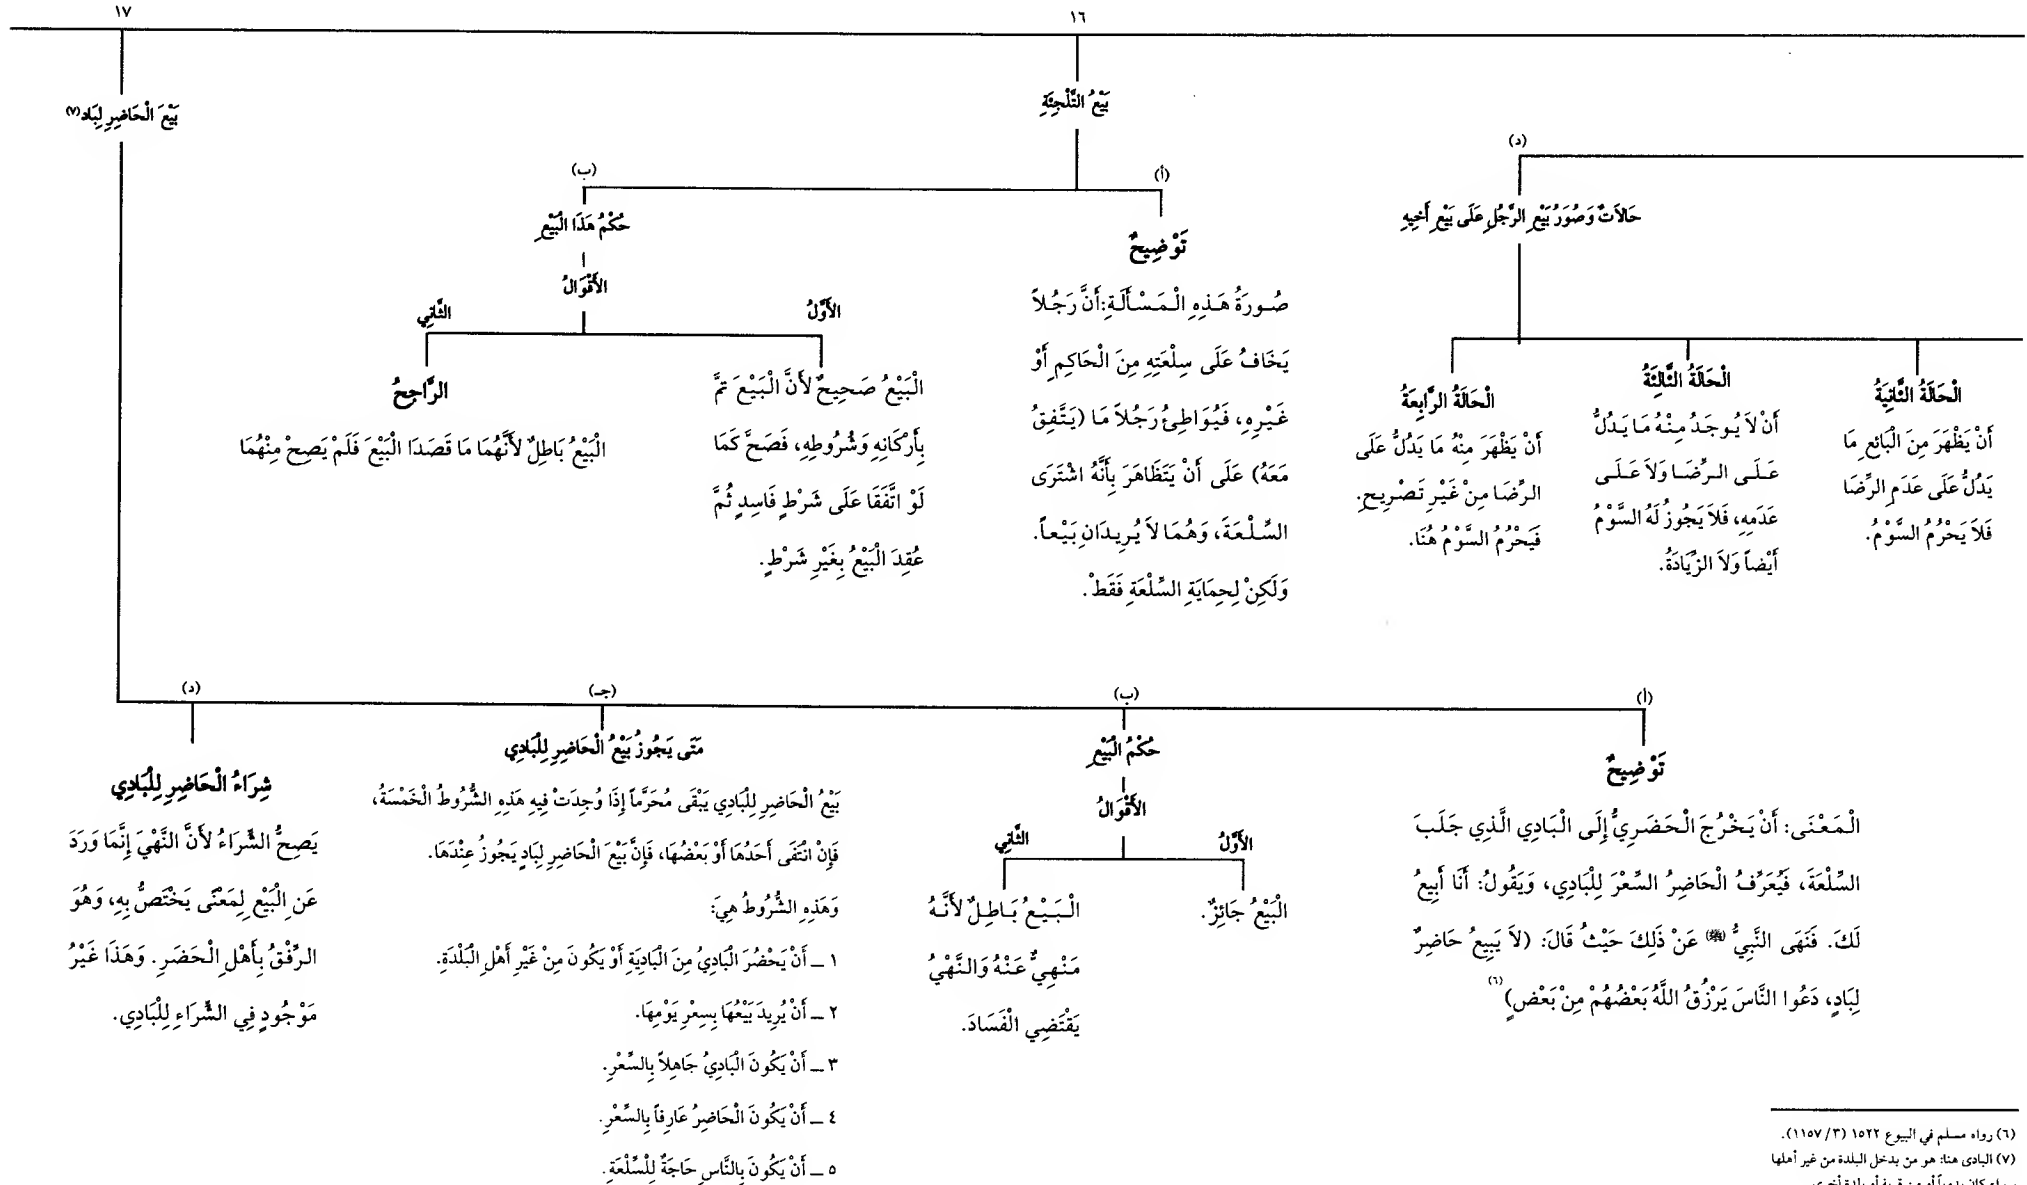 ١٦
١٧
(د)
حَالاَتٌ وَصُوَرُ بَيْعِ الرَّجُلِ عَلَى بَيْعِ أَخِيهِ
الْحَالَةُ الثَّانِيَةُ
أَنْ يَظْهَرَ مِنَ الْبَائِعِ مَا
يَدُلُّ عَلَى عَدَمِ الرِّضَا
فَلاَ يَحْرُمُ السَّوْمُ.
الْحَالَةُ الثَّالِثَةُ
أَنْ لاَ يُوجَدُ مِنْهُ مَا يَدُلُّ
عَلَى الرِّضَا وَلاَ عَلَى
عَدَمِهِ، فَلاَ يَجُوزُ لَهُ السَّوْمُ
أَيْضاً وَلاَ الزِّيَادَةُ.
الْحَالَةُ الرَّابِعَةُ
أَنْ يَظْهَرَ مِنْهُ مَا يَدُلُّ عَلَى
الرِّضَا مِنْ غَيْرِ تَصْرِيحٍ.
فَيَحْرُمُ السَّوْمُ هُنَا.
بَيْعُ التَّلْجِئَةِ
(أ)
تَوْضِيحٌ
صُورَةُ هَذِهِ الْمَسْأَلَةِ: أَنَّ رَجُلاً
يَخَافُ عَلَى سِلْعَتِهِ مِنَ الْحَاكِمِ أَوْ
غَيْرِهِ، فَيُوَاطِئُ رَجُلاً مَا (يَتَّفِقُ
مَعَهُ) عَلَى أَنْ يَتَظَاهَرَ بِأَنَّهُ اشْتَرَى
السِّلْعَةَ، وَهُمَا لاَ يُرِيدَانِ بَيْعاً.
وَلَكِنْ لِحِمَايَةِ السِّلْعَةِ فَقَطْ.
(ب)
حُكْمُ هَذَا الْبَيْعِ
الأَقْوَالُ
الأَوَّلُ
الْبَيْعُ صَحِيحٌ لأَنَّ الْبَيْعَ تمَّ
بِأَرْكَانِهِ وَشُرُوطِهِ، فَصَحَّ كَمَا
لَوْ اتَّفَقَا عَلَى شَرْطٍ فَاسِدٍ ثُمَّ
عُقِدَ الْبَيْعُ بِغَيْرِ شَرْطٍ.
الثَّانِي
الرَّاجِحُ
الْبَيْعُ بَاطِلٌ لأَنَّهُمَا مَا قَصَدَا الْبَيْعَ فَلَمْ يَصِحْ مِنْهُمَا
بَيْعَ الْحَاضِرِ لِبَاد(٧)
(أ)
تَوْضِيحٌ
الْمَعْنَى: أَنْ يَخْرُجَ الْحَضَرِيُّ إِلَى الْبَادِي الَّذِي جَلَبَ
السِّلْعَةَ، فَيُعَرِّفُ الْحَاضِرُ السِّعْرَ لِلْبَادِي، وَيَقُولُ: أَنَا أَبِيعُ
لَكَ. فَنَهَى النَّبِيُّ ﷺ عَنْ ذَلِكَ حَيْثُ قَالَ: (لاَ يَبِيعُ حَاضِرٌ
لِبَادٍ، دَعُوا النَّاسَ يَرْزُقُ اللَّهُ بَعْضُهُمْ مِنْ بَعْضٍ)(٦)
(ب)
حُكْمُ الْبَيْعِ
الأَقْوَالُ
الأَوَّلُ
الْبَيْعُ جَائِزٌ.
الثَّانِي
الْبَيْعُ بَاطِلٌ لأَنَّهُ
مَنْهِيٌّ عَنْهُ وَالنَّهْيُ
يَقْتَضِي الْفَسَادَ.
(جـ)
مَتَى يَجُوزُ بَيْعُ الْحَاضِرِ لِلْبَادِي
بَيْعُ الْحَاضِرِ لِلْبَادِي يَبْقَى مُحَرَّماً إِذَا وُجِدَتْ فِيهِ هَذِهِ الشُّرُوطُ الْخَمْسَةُ،
فَإِنْ انْتَفَى أَحَدُهَا أَوْ بَعْضُهَا، فَإِنَّ بَيْعَ الْحَاضِرِ لِبَادٍ يَجُوزُ عِنْدَهَا.
وَهَذِهِ الشُّرُوطُ هِيَ:
١ ــ أَنْ يَحْضُرَ الْبَادِيُ مِنَ الْبَادِيَةِ أَوْ يَكُونَ مِنْ غَيْرِ أَهْلِ الْبَلْدَةِ.
٢ ــ أَنْ يُرِيدَ بَيْعُهَا بِسِعْرِ يَوْمِهَا.
٣ ــ أَنْ يَكُونَ الْبَادِيُ جَاهِلاً بِالسِّعْرِ.
٤ ــ أَنْ يَكُونَ الْحَاضِرُ عَارِفاً بِالسِّعْرِ.
٥ ــ أَنْ يَكُونَ بِالنَّاسِ حَاجَةٌ لِلْسِّلْعَةِ.
(د)
شِرَاءُ الْحَاضِرِ لِلْبَادِي
يَصِحُّ الشِّرَاءُ لأَنَّ النَّهْيَ إِنَّمَا وَرَدَ
عَنِ الْبَيْعِ لِمَعْنًى يَخْتَصُّ بِهِ، وَهُوَ
الرِّفْقُ بِأَهْلِ الْحَضَرِ. وَهَذَا غَيْرُ
مَوْجُودٍ فِي الشِّرَاءِ لِلْبَادِي.
(٦) رواه مسلم في البيوع ١٥٢٢ (٣/ ١١٥٧).
(٧) البادى هنا: هو من يدخل البلدة من غير أهلها